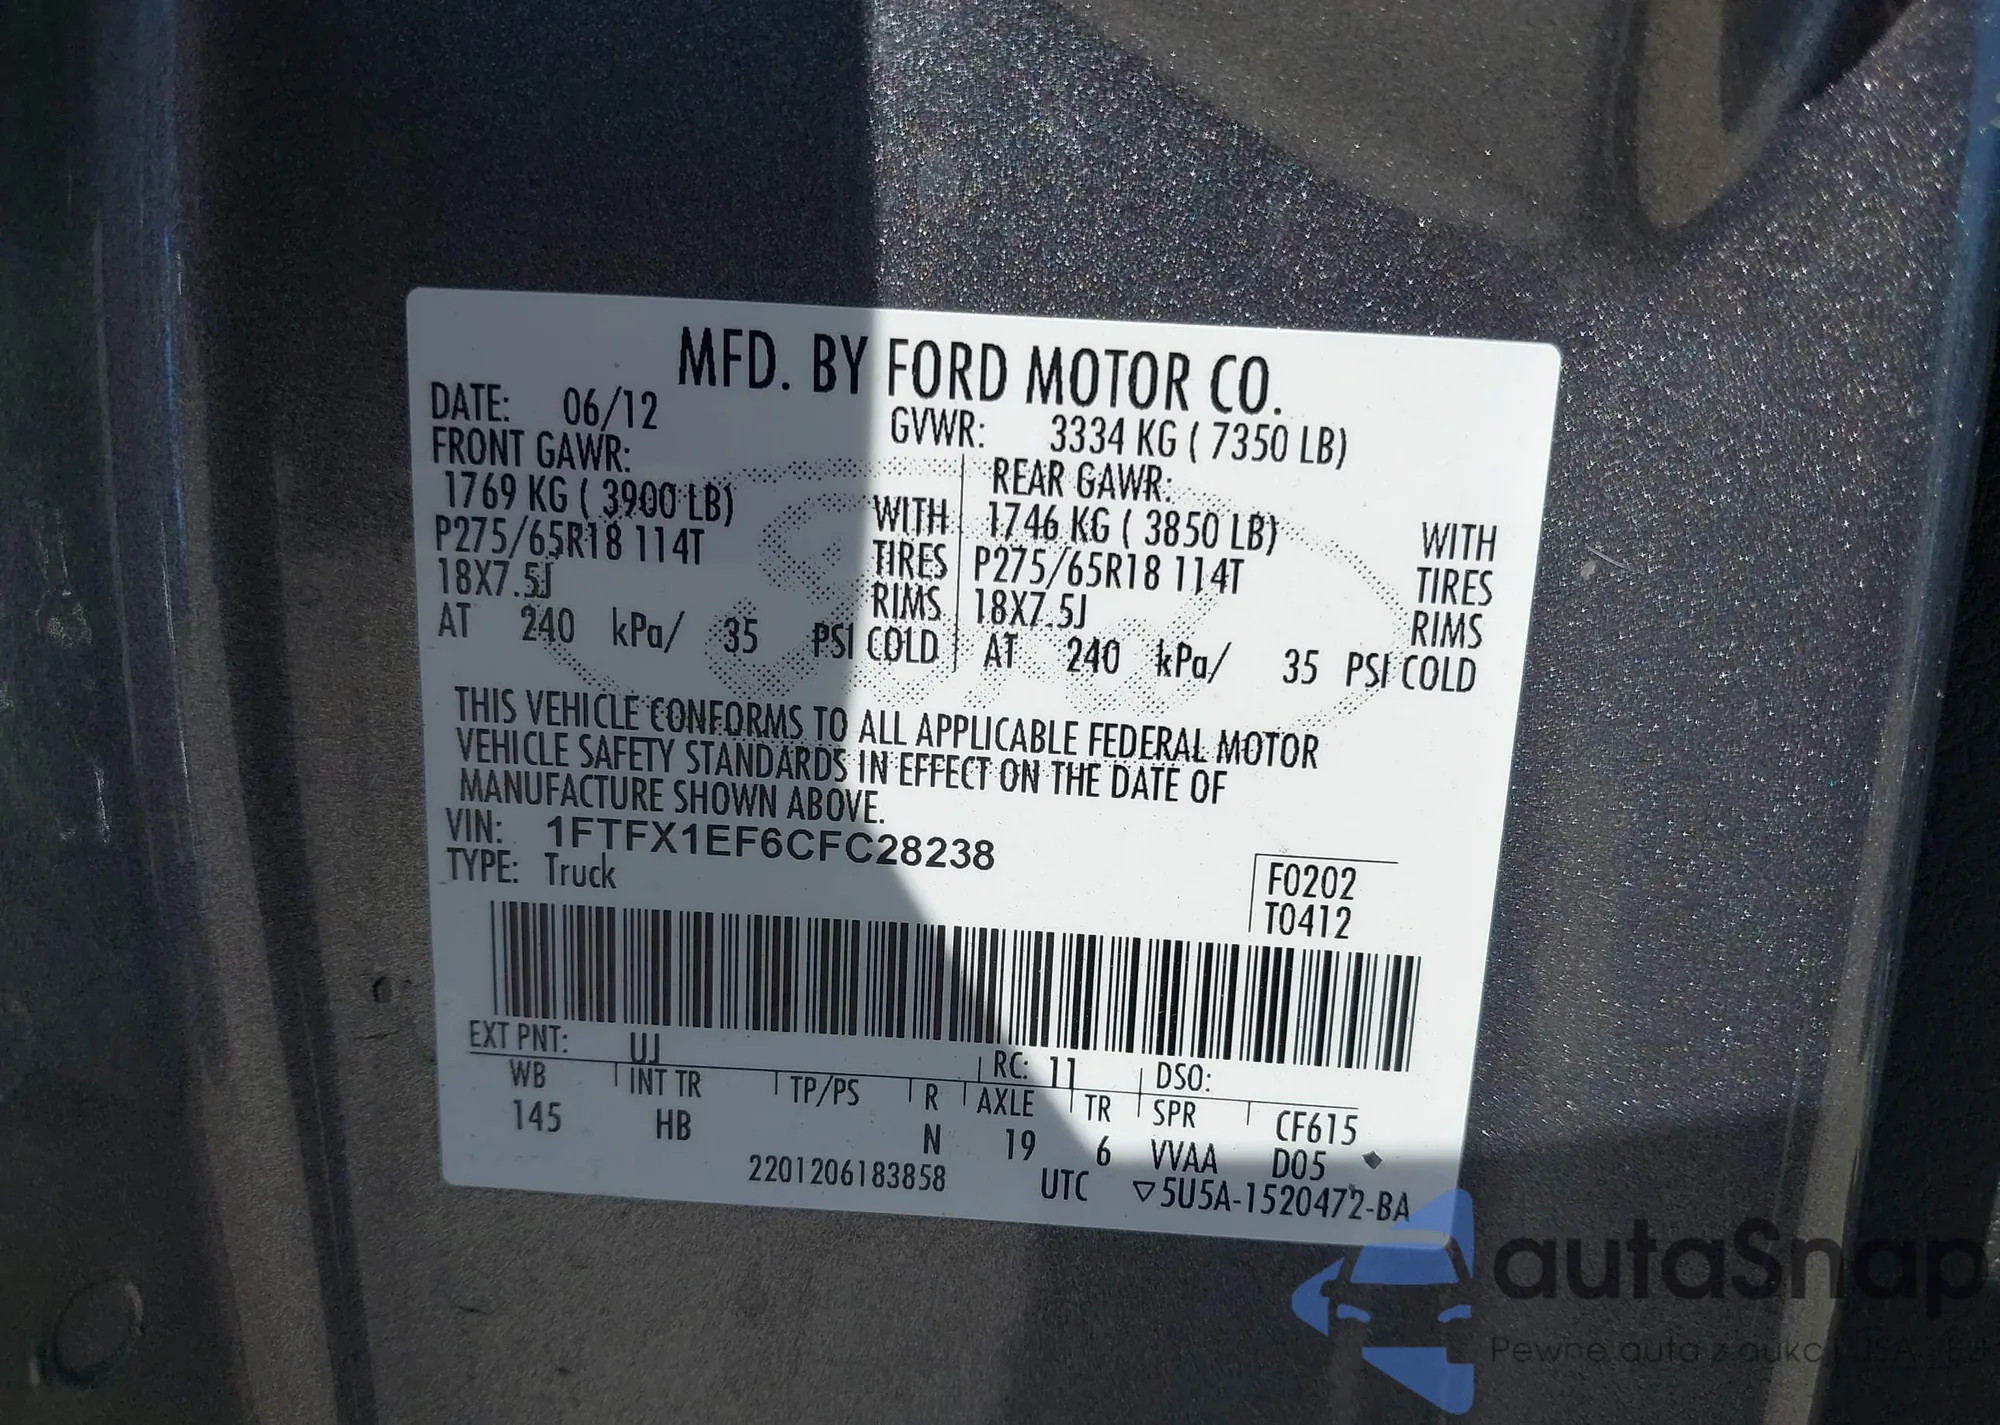 MFD. BY FORD MOTOR CO.
DATE: 06/12 GVWR: 3334 KG ( 7350 LB)
FRONT GAWR: REAR GAWR:
1769 KG ( 3900 LB) WITH 1746 KG ( 3850 LB) WITH
P275/65R18 114T TIRES P275/65R18 114T TIRES
18X7.5J RIMS 18X7.5J RIMS
AT 240 kPa/ 35 PSI COLD AT 240 kPa/ 35 PSI COLD
THIS VEHICLE CONFORMS TO ALL APPLICABLE FEDERAL MOTOR
VEHICLE SAFETY STANDARDS IN EFFECT ON THE DATE OF
MANUFACTURE SHOWN ABOVE.
VIN: 1FTFX1EF6CFC28238
TYPE: Truck
F0202
T0412
EXT PNT: UJ RC: 11 DSO:
WB INT TR TP/PS R AXLE TR SPR CF615
145 HB N 19 6 VVAA D05
2201206183858 UTC ▽5U5A-1520472-BA
autaSnap
Pewne auta z